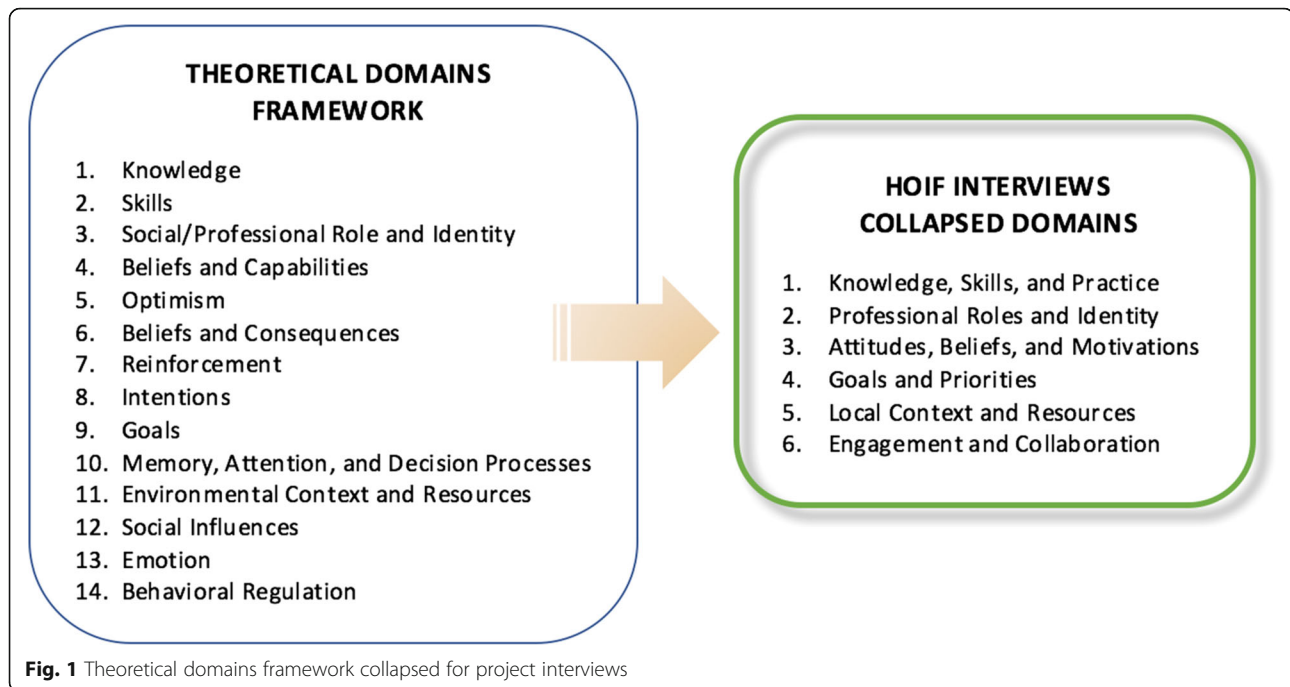 THEORETICAL DOMAINS
FRAMEWORK
1. Knowledge
2. Skills
3. Social/Professional Role and Identity
4. Beliefs and Capabilities
5. Optimism
6. Beliefs and Consequences
7. Reinforcement
8. Intentions
9. Goals
10. Memory, Attention, and Decision Processes
11. Environmental Context and Resources
12. Social Influences
13. Emotion
14. Behavioral Regulation
HOIF INTERVIEWS
COLLAPSED DOMAINS
1. Knowledge, Skills, and Practice
2. Professional Roles and Identity
3. Attitudes, Beliefs, and Motivations
4. Goals and Priorities
5. Local Context and Resources
6. Engagement and Collaboration
Fig. 1 Theoretical domains framework collapsed for project interviews